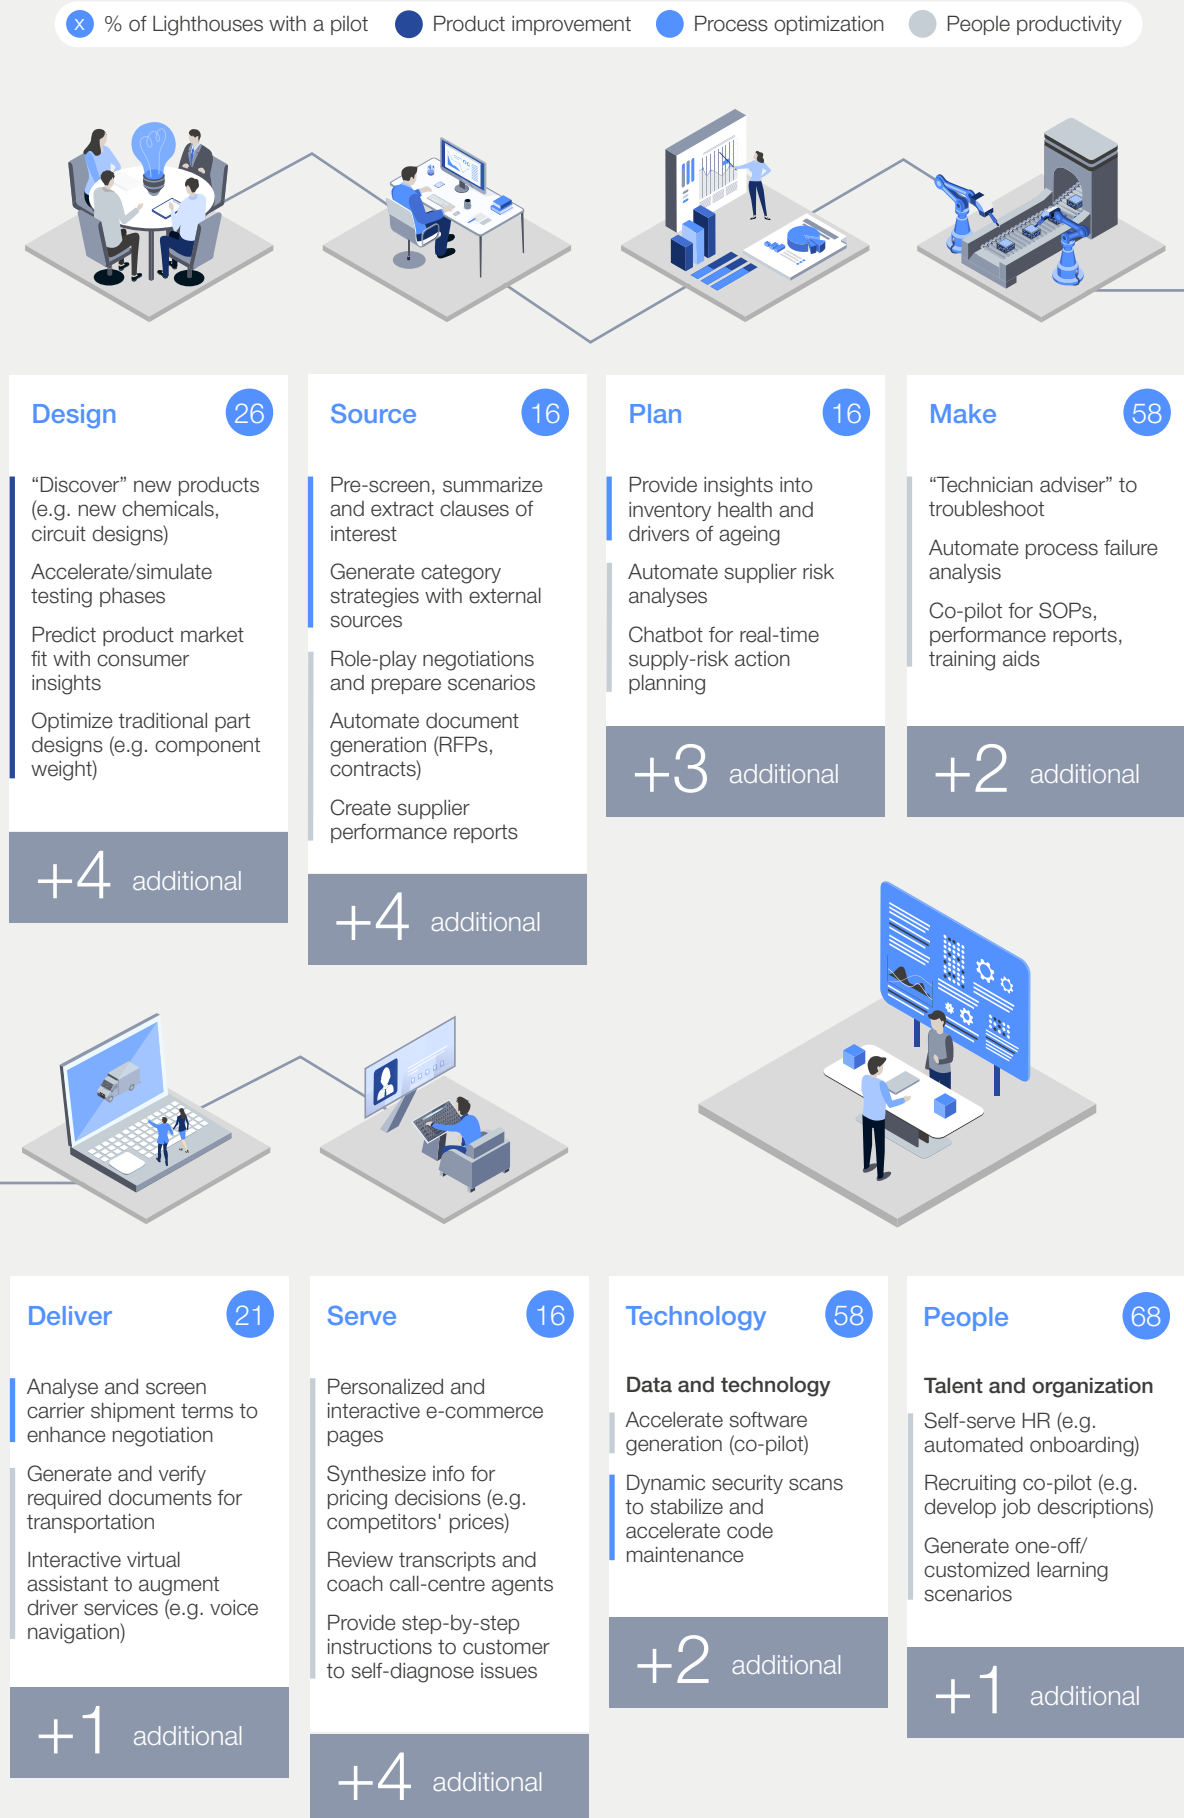 X % of Lighthouses with a pilot Product improvement Process optimization People productivity
Design 26
“Discover” new products
(e.g. new chemicals,
circuit designs)
Accelerate/simulate
testing phases
Predict product market
fit with consumer
insights
Optimize traditional part
designs (e.g. component
weight)
+4 additional
Source 16
Pre-screen, summarize
and extract clauses of
interest
Generate category
strategies with external
sources
Role-play negotiations
and prepare scenarios
Automate document
generation (RFPs,
contracts)
Create supplier
performance reports
+4 additional
Plan 16
Provide insights into
inventory health and
drivers of ageing
Automate supplier risk
analyses
Chatbot for real-time
supply-risk action
planning
+3 additional
Make 58
“Technician adviser” to
troubleshoot
Automate process failure
analysis
Co-pilot for SOPs,
performance reports,
training aids
+2 additional
Deliver 21
Analyse and screen
carrier shipment terms to
enhance negotiation
Generate and verify
required documents for
transportation
Interactive virtual
assistant to augment
driver services (e.g. voice
navigation)
+1 additional
Serve 16
Personalized and
interactive e-commerce
pages
Synthesize info for
pricing decisions (e.g.
competitors' prices)
Review transcripts and
coach call-centre agents
Provide step-by-step
instructions to customer
to self-diagnose issues
+4 additional
Technology 58
Data and technology
Accelerate software
generation (co-pilot)
Dynamic security scans
to stabilize and
accelerate code
maintenance
+2 additional
People 68
Talent and organization
Self-serve HR (e.g.
automated onboarding)
Recruiting co-pilot (e.g.
develop job descriptions)
Generate one-off/
customized learning
scenarios
+1 additional